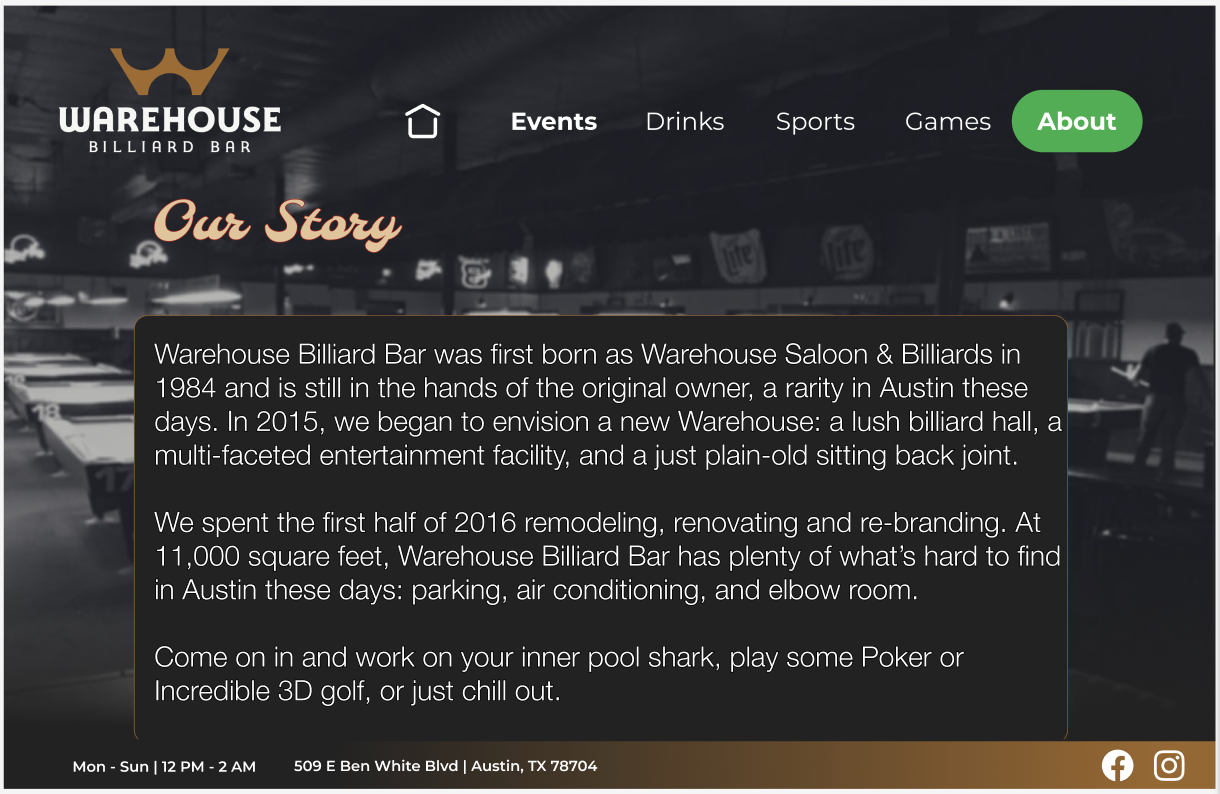 WAREHOUSE
BILLIARD BAR
Events Drinks Sports Games About
Our Story
Lite Lite
18
17
Warehouse Billiard Bar was first born as Warehouse Saloon & Billiards in
1984 and is still in the hands of the original owner, a rarity in Austin these
days. In 2015, we began to envision a new Warehouse: a lush billiard hall, a
multi-faceted entertainment facility, and a just plain-old sitting back joint.
We spent the first half of 2016 remodeling, renovating and re-branding. At
11,000 square feet, Warehouse Billiard Bar has plenty of what’s hard to find
in Austin these days: parking, air conditioning, and elbow room.
Come on in and work on your inner pool shark, play some Poker or
Incredible 3D golf, or just chill out.
Mon - Sun | 12 PM - 2 AM 509 E Ben White Blvd | Austin, TX 78704